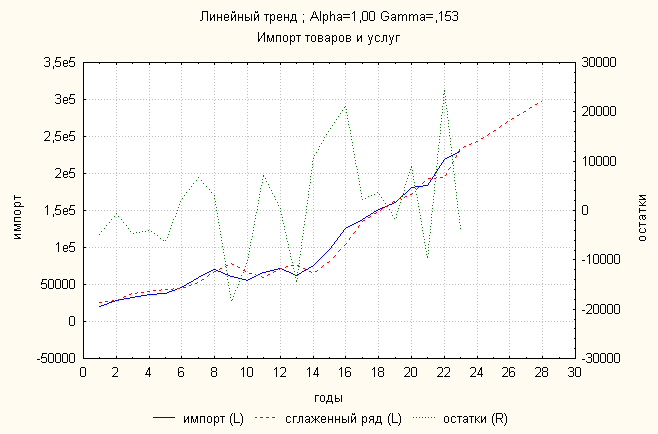 Линейный тренд ; Alpha=1,00 Gamma=,153
Импорт товаров и услуг
3,5e5
3e5
2,5e5
2e5
1,5e5
1e5
50000
0
-50000
импорт
30000
20000
10000
0
-10000
-20000
-30000
остатки
0 2 4 6 8 10 12 14 16 18 20 22 24 26 28 30
годы
импорт (L) сглаженный ряд (L) остатки (R)